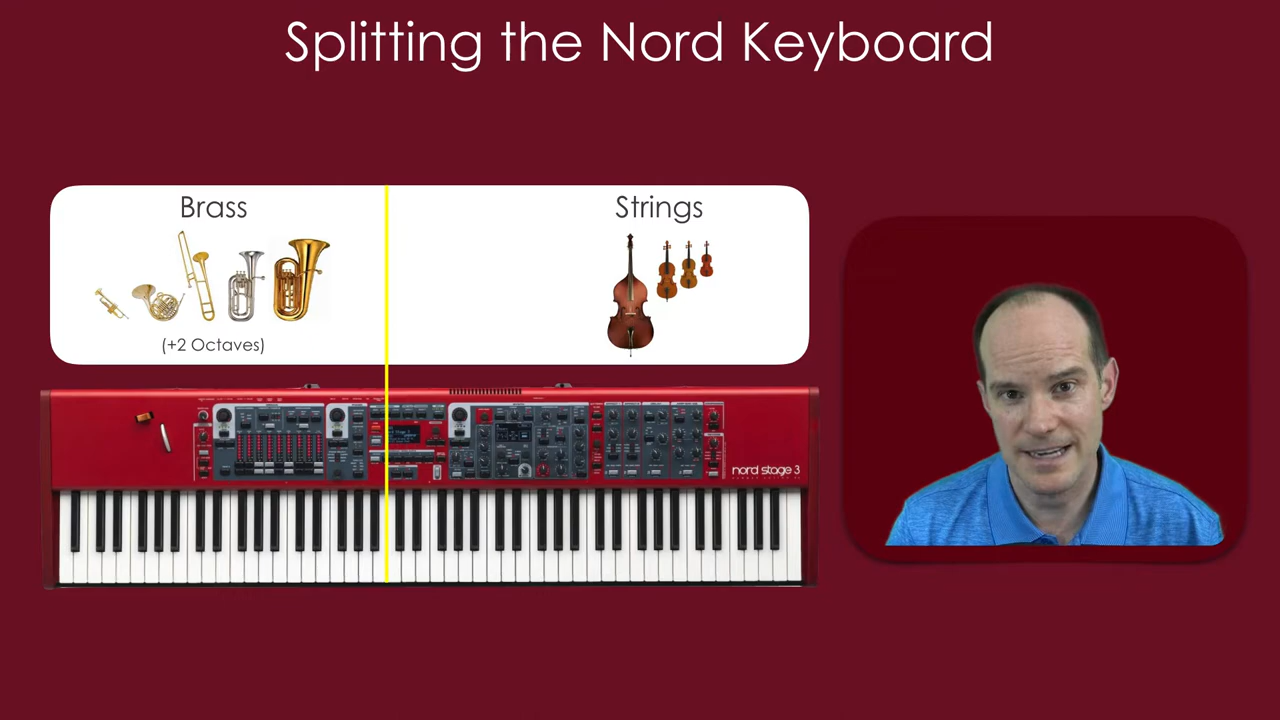 Splitting the Nord Keyboard
Brass
Strings
(+2 Octaves)
nord stage 3